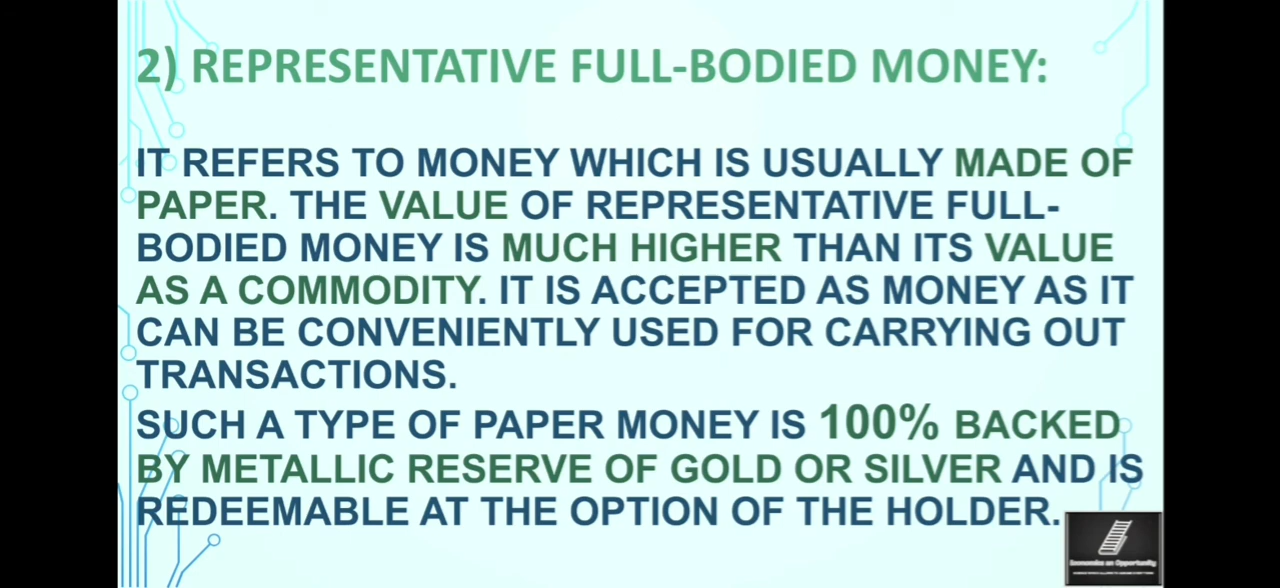 2) REPRESENTATIVE FULL-BODIED MONEY:
IT REFERS TO MONEY WHICH IS USUALLY MADE OF
PAPER. THE VALUE OF REPRESENTATIVE FULL-
BODIED MONEY IS MUCH HIGHER THAN ITS VALUE
AS A COMMODITY. IT IS ACCEPTED AS MONEY AS IT
CAN BE CONVENIENTLY USED FOR CARRYING OUT
TRANSACTIONS.
SUCH A TYPE OF PAPER MONEY IS 100% BACKED
BY METALLIC RESERVE OF GOLD OR SILVER AND IS
REDEEMABLE AT THE OPTION OF THE HOLDER.
Economics an Opportunity